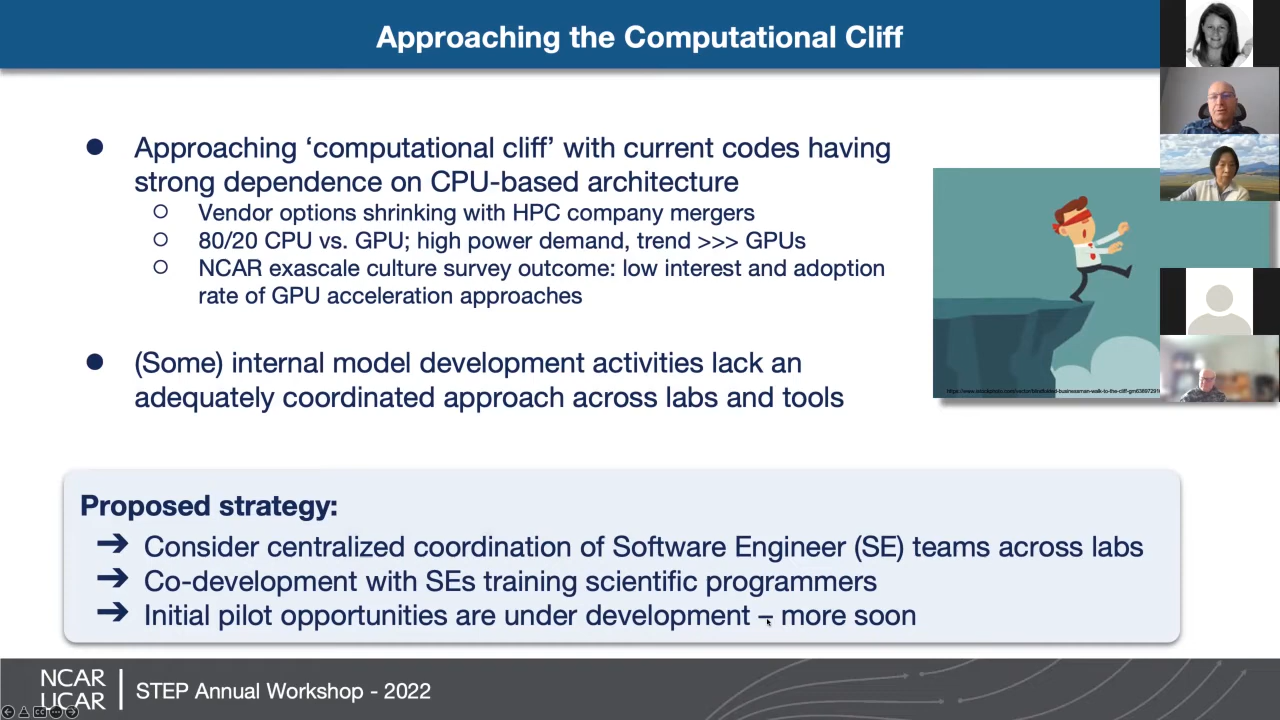 Approaching the Computational Cliff
● Approaching ‘computational cliff’ with current codes having
strong dependence on CPU-based architecture
○ Vendor options shrinking with HPC company mergers
○ 80/20 CPU vs. GPU; high power demand, trend >>> GPUs
○ NCAR exascale culture survey outcome: low interest and adoption
rate of GPU acceleration approaches
● (Some) internal model development activities lack an
adequately coordinated approach across labs and tools
Proposed strategy:
➔ Consider centralized coordination of Software Engineer (SE) teams across labs
➔ Co-development with SEs training scientific programmers
➔ Initial pilot opportunities are under development – more soon
NCAR
UCAR
STEP Annual Workshop - 2022